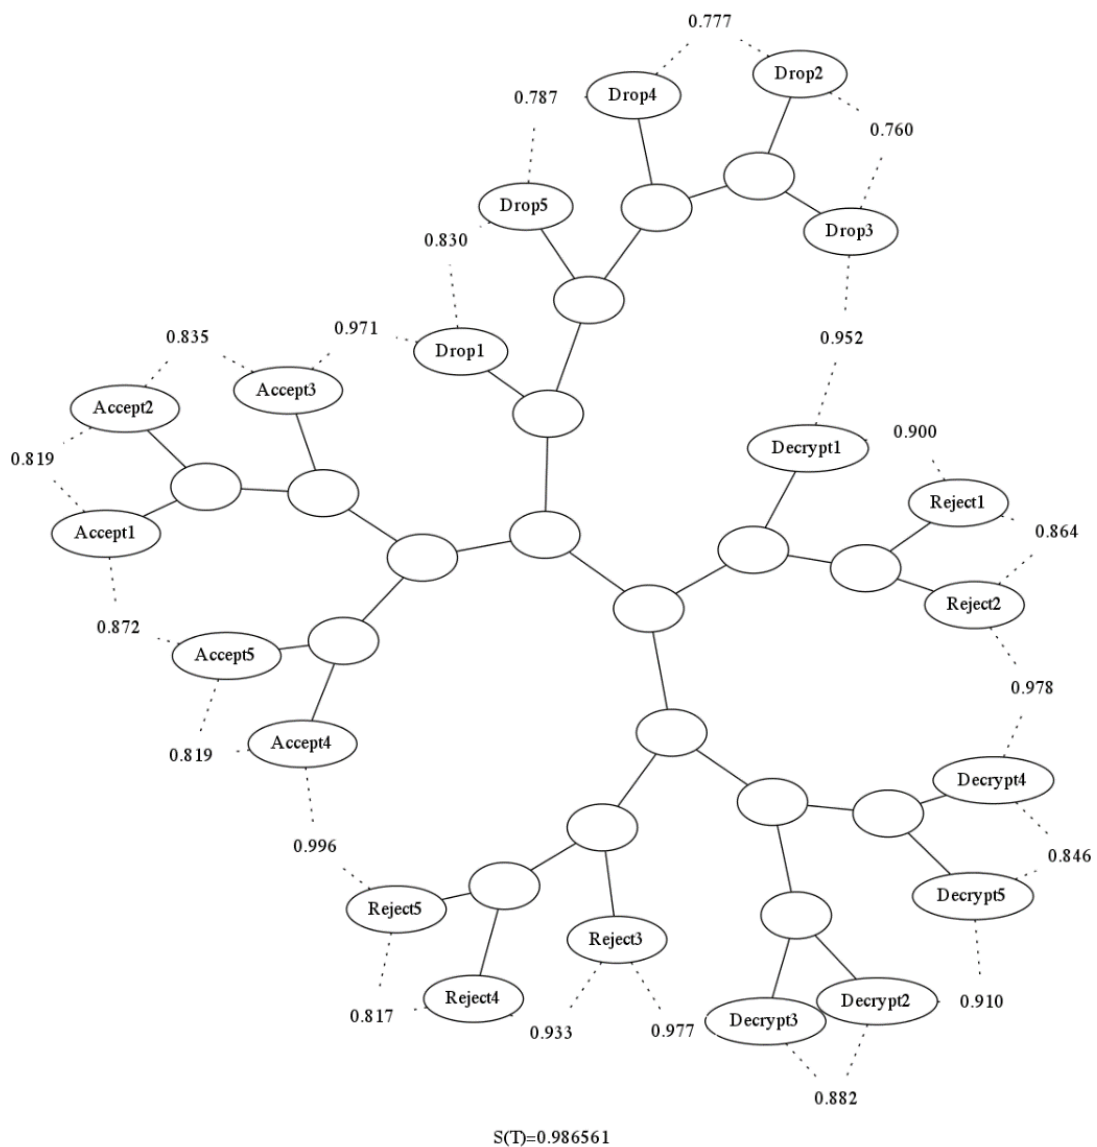 0.777
Drop2
Drop4
0.787
0.760
Drop5
Drop3
0.830
0.835
0.971
0.952
Drop1
Accept3
Accept2
0.900
Decrypt1
0.819
Reject1
Accept1
0.864
Reject2
0.872
Accept5
0.978
Accept4
0.819
Decrypt4
0.996
0.846
Decrypt5
Reject5
Reject3
Reject4
Decrypt2
0.910
0.817
Decrypt3
0.933
0.977
0.882
S(T)=0.986561